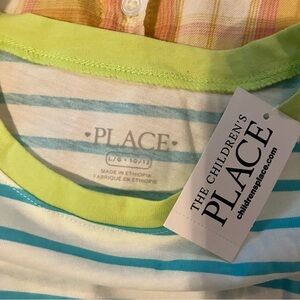 ♥PLACE♥
L/G • 10/12
MADE IN ETHIOPIA
FABRIQUÉ EN ÉTHIOPIE
THE CHILDREN'S
PLACE
childrensplace.com